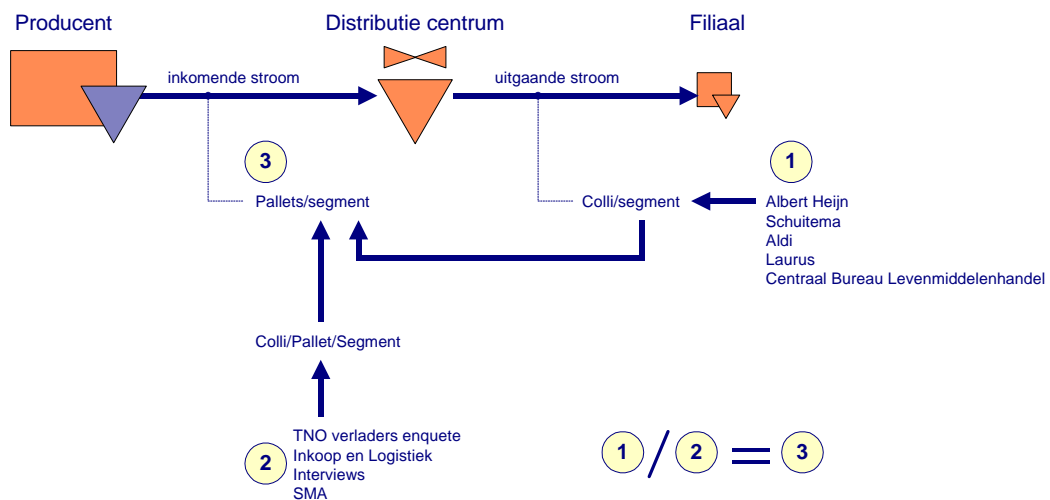 Producent
Distributie centrum
Filiaal
inkomende stroom
uitgaande stroom
3
1
Pallets/segment
Colli/segment
Albert Heijn
Schuitema
Aldi
Laurus
Centraal Bureau Levenmiddelenhandel
Colli/Pallet/Segment
2
TNO verladers enquete
Inkoop en Logistiek
Interviews
SMA
1 / 2 = 3